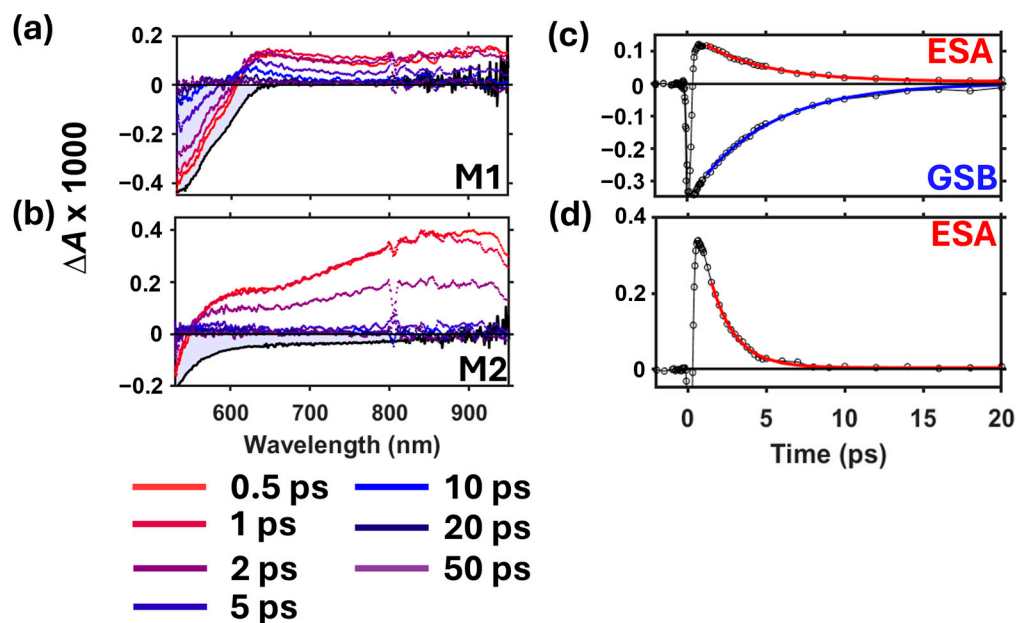 (a)
0.2
0
−0.2
−0.4
M1
(b)
0.4
0.2
0
−0.2
M2
ΔA x 1000
600
700
800
900
Wavelength (nm)
(c)
0.1
0
-0.1
-0.2
-0.3
ESA
GSB
(d)
0.4
0.2
0
ESA
0
5
10
15
20
Time (ps)
0.5 ps
1 ps
2 ps
5 ps
10 ps
20 ps
50 ps